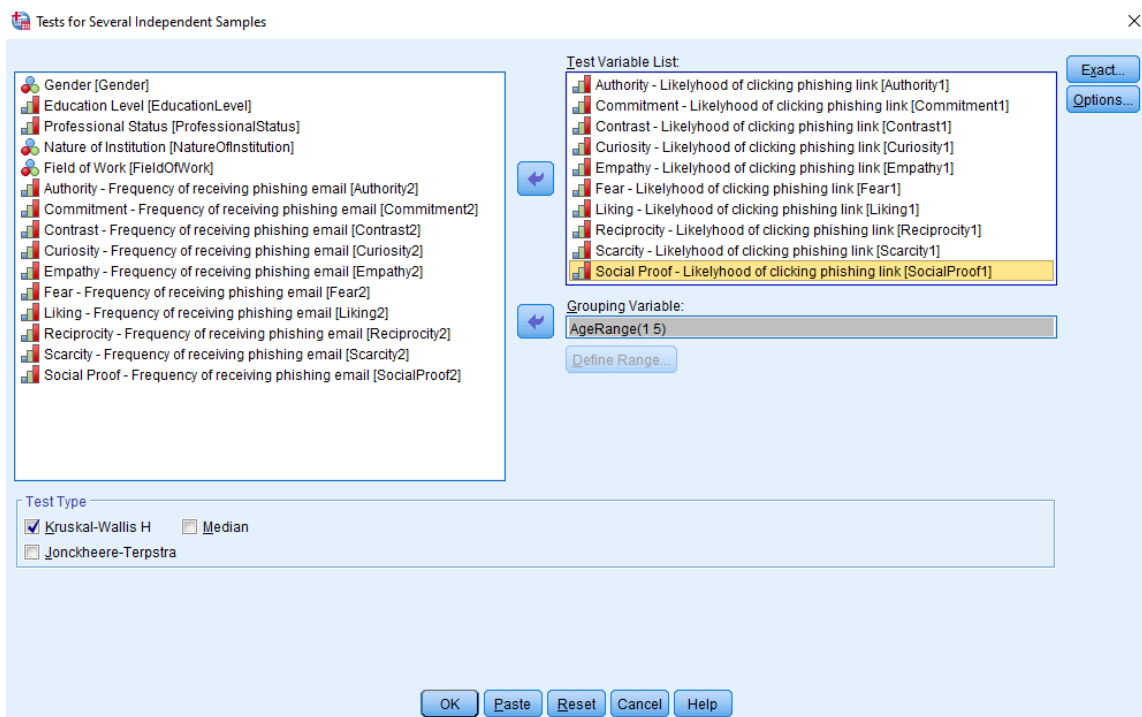 Tests for Several Independent Samples
Gender [Gender]
Education Level [EducationLevel]
Professional Status [ProfessionalStatus]
Nature of Institution [NatureOfInstitution]
Field of Work [FieldOfWork]
Authority - Frequency of receiving phishing email [Authority2]
Commitment - Frequency of receiving phishing email [Commitment2]
Contrast - Frequency of receiving phishing email [Contrast2]
Curiosity - Frequency of receiving phishing email [Curiosity2]
Empathy - Frequency of receiving phishing email [Empathy2]
Fear - Frequency of receiving phishing email [Fear2]
Liking - Frequency of receiving phishing email [Liking2]
Reciprocity - Frequency of receiving phishing email [Reciprocity2]
Scarcity - Frequency of receiving phishing email [Scarcity2]
Social Proof - Frequency of receiving phishing email [SocialProof2]
Test Variable List:
Authority - Likelyhood of clicking phishing link [Authority1]
Commitment - Likelyhood of clicking phishing link [Commitment1]
Contrast - Likelyhood of clicking phishing link [Contrast1]
Curiosity - Likelyhood of clicking phishing link [Curiosity1]
Empathy - Likelyhood of clicking phishing link [Empathy1]
Fear - Likelyhood of clicking phishing link [Fear1]
Liking - Likelyhood of clicking phishing link [Liking1]
Reciprocity - Likelyhood of clicking phishing link [Reciprocity1]
Scarcity - Likelyhood of clicking phishing link [Scarcity1]
Social Proof - Likelyhood of clicking phishing link [SocialProof1]
Exact...
Options...
Grouping Variable:
AgeRange(1 5)
Define Range...
Test Type
Kruskal-Wallis H Median
Jonckheere-Terpstra
OK Paste Reset Cancel Help